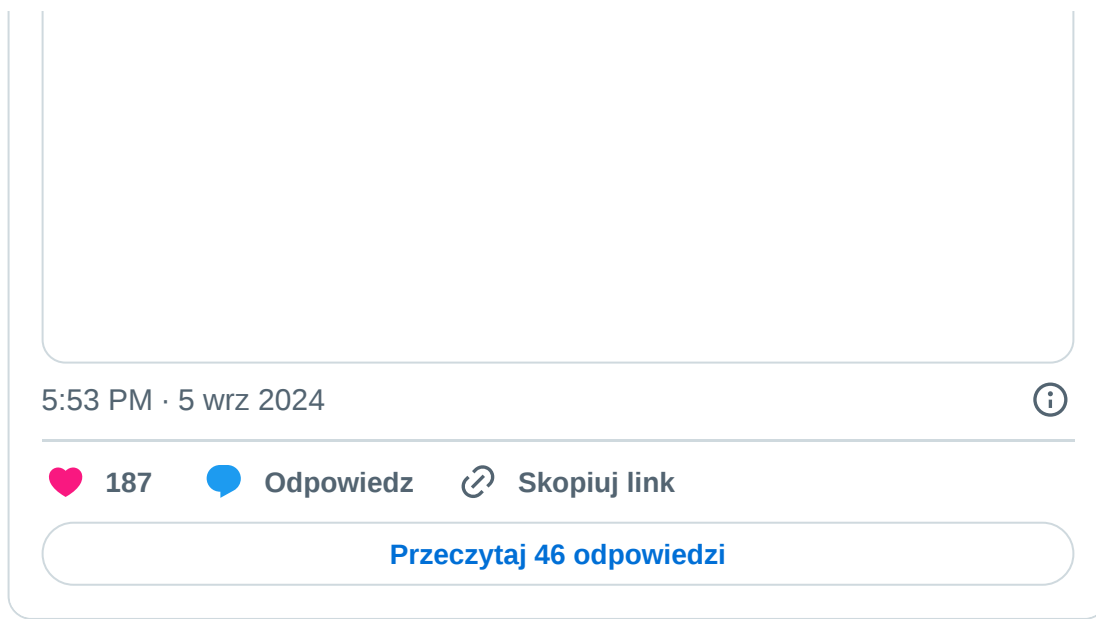 5:53 PM · 5 wrz 2024
187 Odpowiedz Skopiuj link
Przeczytaj 46 odpowiedzi